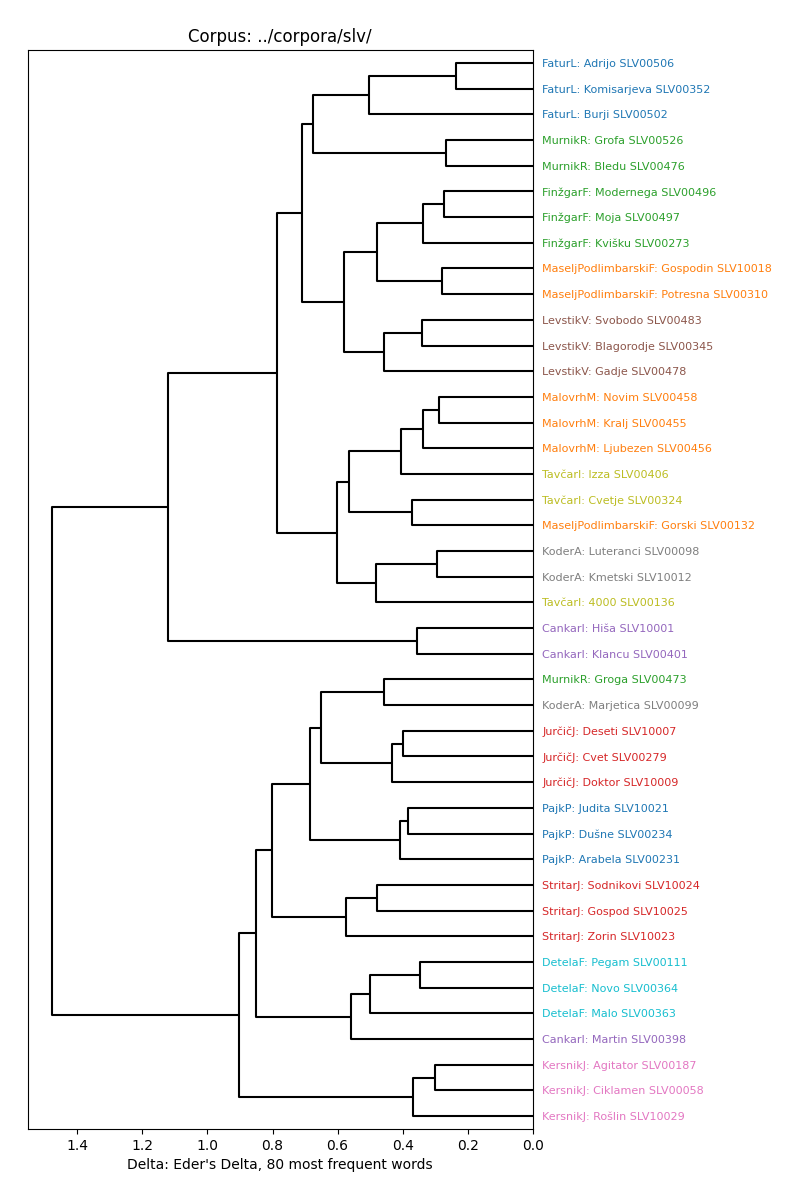 Corpus: ../corpora/slv/
FaturL: Adrijo SLV00506
FaturL: Komisarjeva SLV00352
FaturL: Burji SLV00502
MurnikR: Grofa SLV00526
MurnikR: Bledu SLV00476
FinžgarF: Modernega SLV00496
FinžgarF: Moja SLV00497
FinžgarF: Kvišku SLV00273
MaseljPodlimbarskiF: Gospodin SLV10018
MaseljPodlimbarskiF: Potresna SLV00310
LevstikV: Svobodo SLV00483
LevstikV: Blagorodje SLV00345
LevstikV: Gadje SLV00478
MalovrhM: Novim SLV00458
MalovrhM: Kralj SLV00455
MalovrhM: Ljubezen SLV00456
TavčarI: Izza SLV00406
TavčarI: Cvetje SLV00324
MaseljPodlimbarskiF: Gorski SLV00132
KoderA: Luteranci SLV00098
KoderA: Kmetski SLV10012
TavčarI: 4000 SLV00136
CankarI: Hiša SLV10001
CankarI: Klancu SLV00401
MurnikR: Groga SLV00473
KoderA: Marjetica SLV00099
JurčičJ: Deseti SLV10007
JurčičJ: Cvet SLV00279
JurčičJ: Doktor SLV10009
PajkP: Judita SLV10021
PajkP: Dušne SLV00234
PajkP: Arabela SLV00231
StritarJ: Sodnikovi SLV10024
StritarJ: Gospod SLV10025
StritarJ: Zorin SLV10023
DetelaF: Pegam SLV00111
DetelaF: Novo SLV00364
DetelaF: Malo SLV00363
CankarI: Martin SLV00398
KersnikJ: Agitator SLV00187
KersnikJ: Ciklamen SLV00058
KersnikJ: Rošlin SLV10029
1.4 1.2 1.0 0.8 0.6 0.4 0.2 0.0
Delta: Eder's Delta, 80 most frequent words